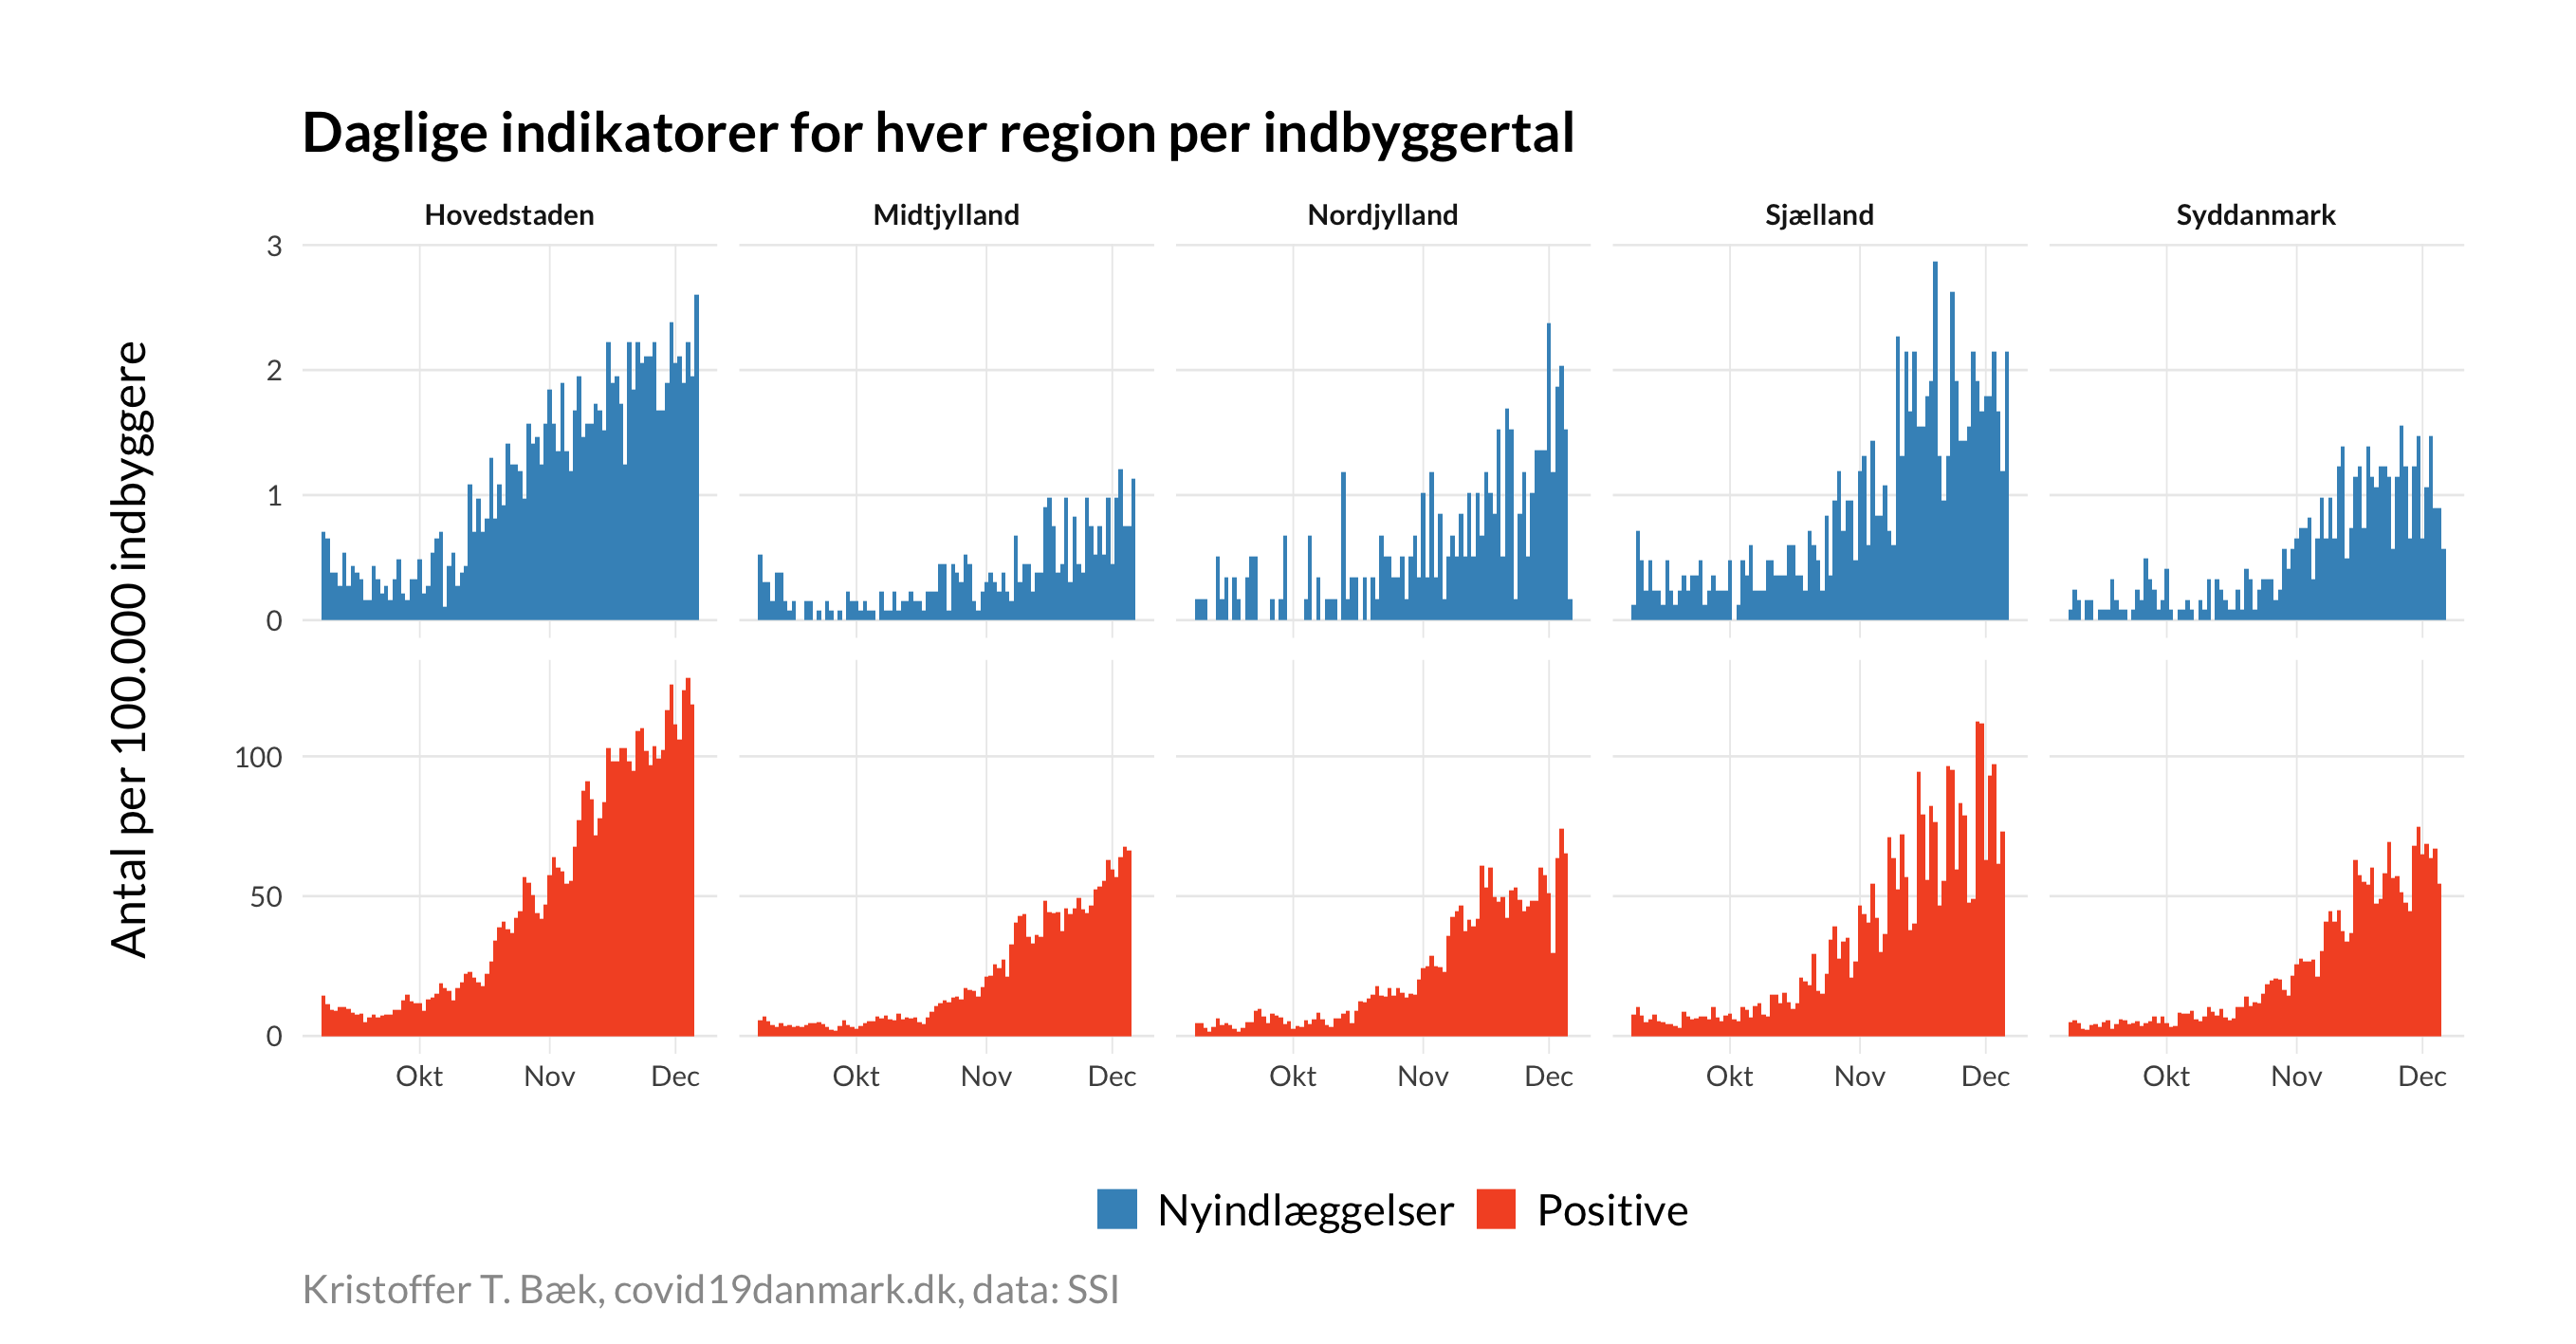 Daglige indikatorer for hver region per indbyggertal
Hovedstaden
Midtjylland
Nordjylland
Sjælland
Syddanmark
Antal per 100.000 indbyggere
3
2
1
0
100
50
0
Okt Nov Dec
Okt Nov Dec
Okt Nov Dec
Okt Nov Dec
Okt Nov Dec
Nyindlæggelser
Positive
Kristoffer T. Bæk, covid19danmark.dk, data: SSI